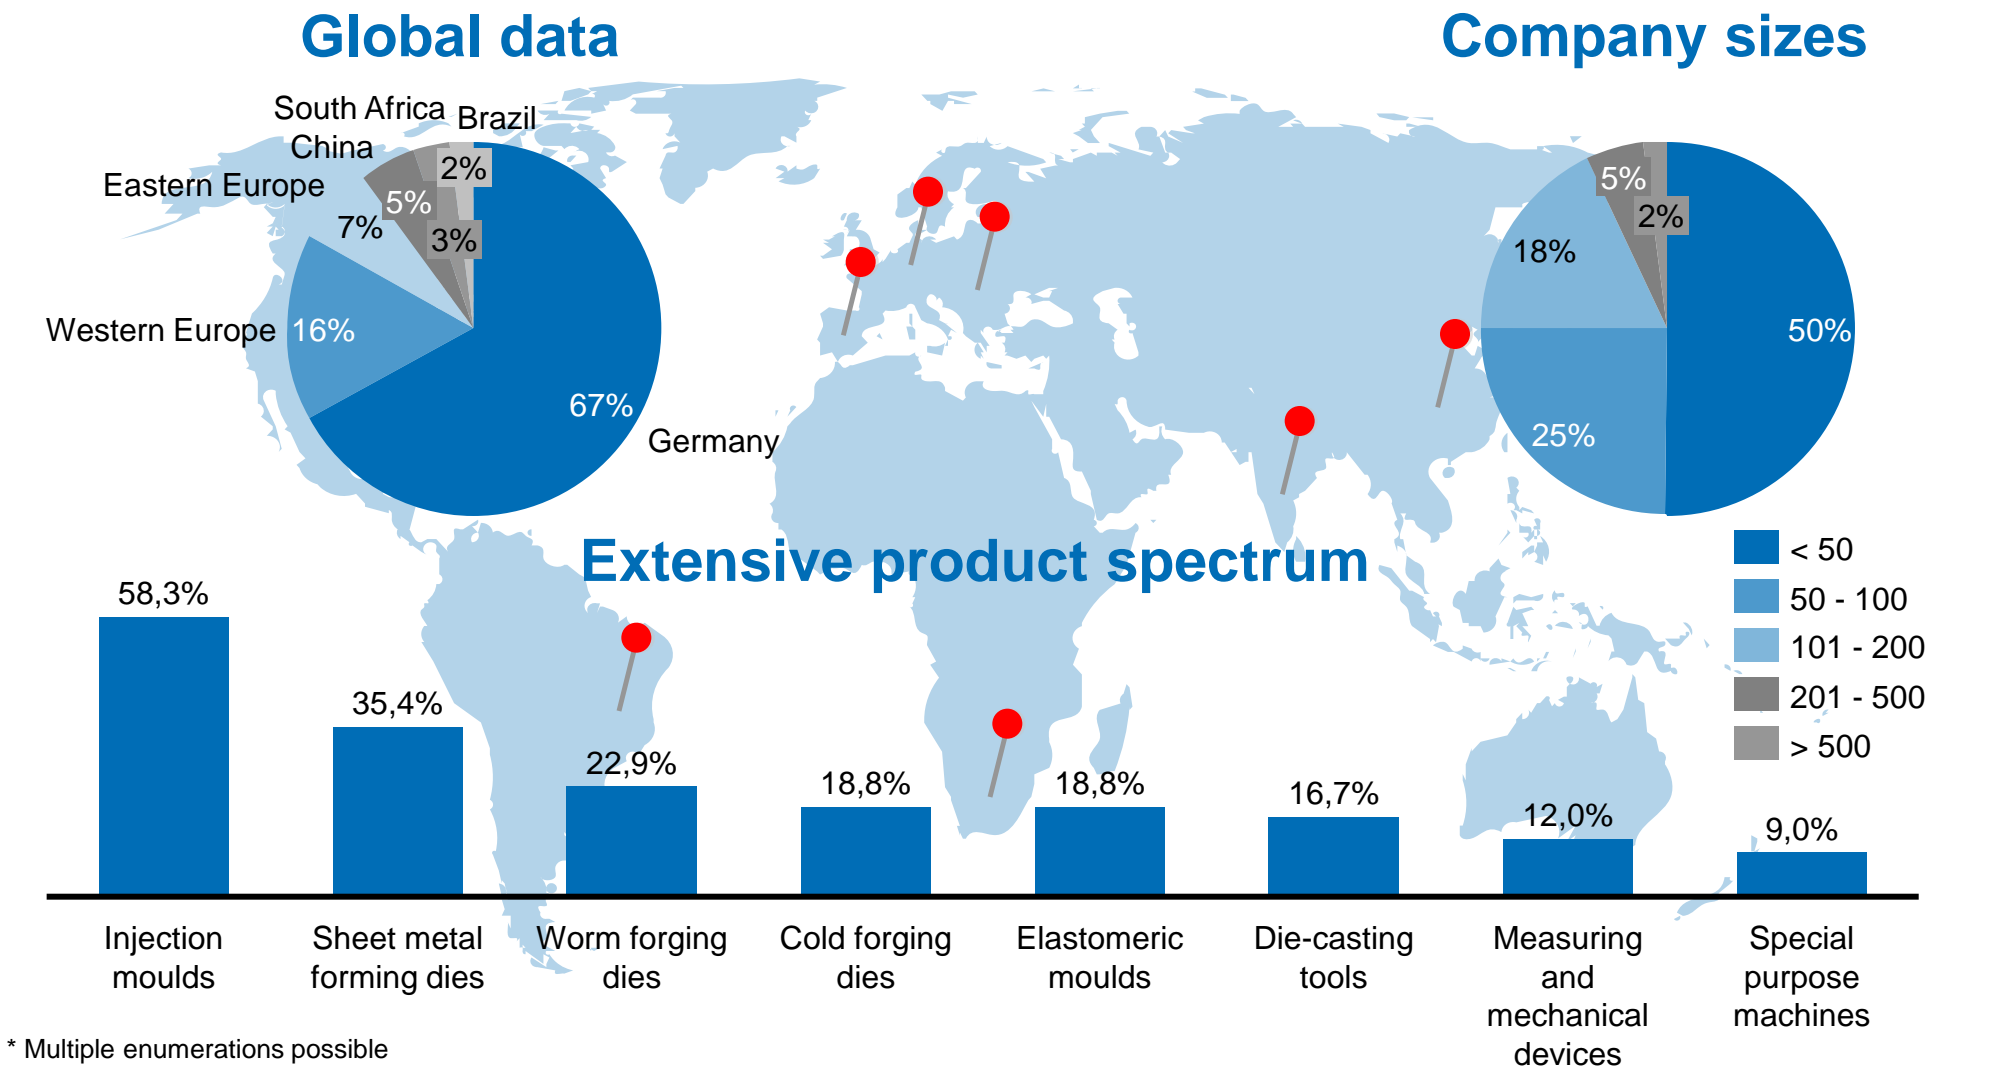 Global data
Company sizes
South Africa
Brazil
China
Eastern Europe
Western Europe
Germany
2%
5%
3%
7%
16%
67%
5%
2%
18%
50%
25%
< 50
50 - 100
101 - 200
201 - 500
> 500
Extensive product spectrum
58,3%
35,4%
22,9%
18,8%
18,8%
16,7%
12,0%
9,0%
Injection
moulds
Sheet metal
forming dies
Worm forging
dies
Cold forging
dies
Elastomeric
moulds
Die-casting
tools
Measuring
and
mechanical
devices
Special
purpose
machines
* Multiple enumerations possible